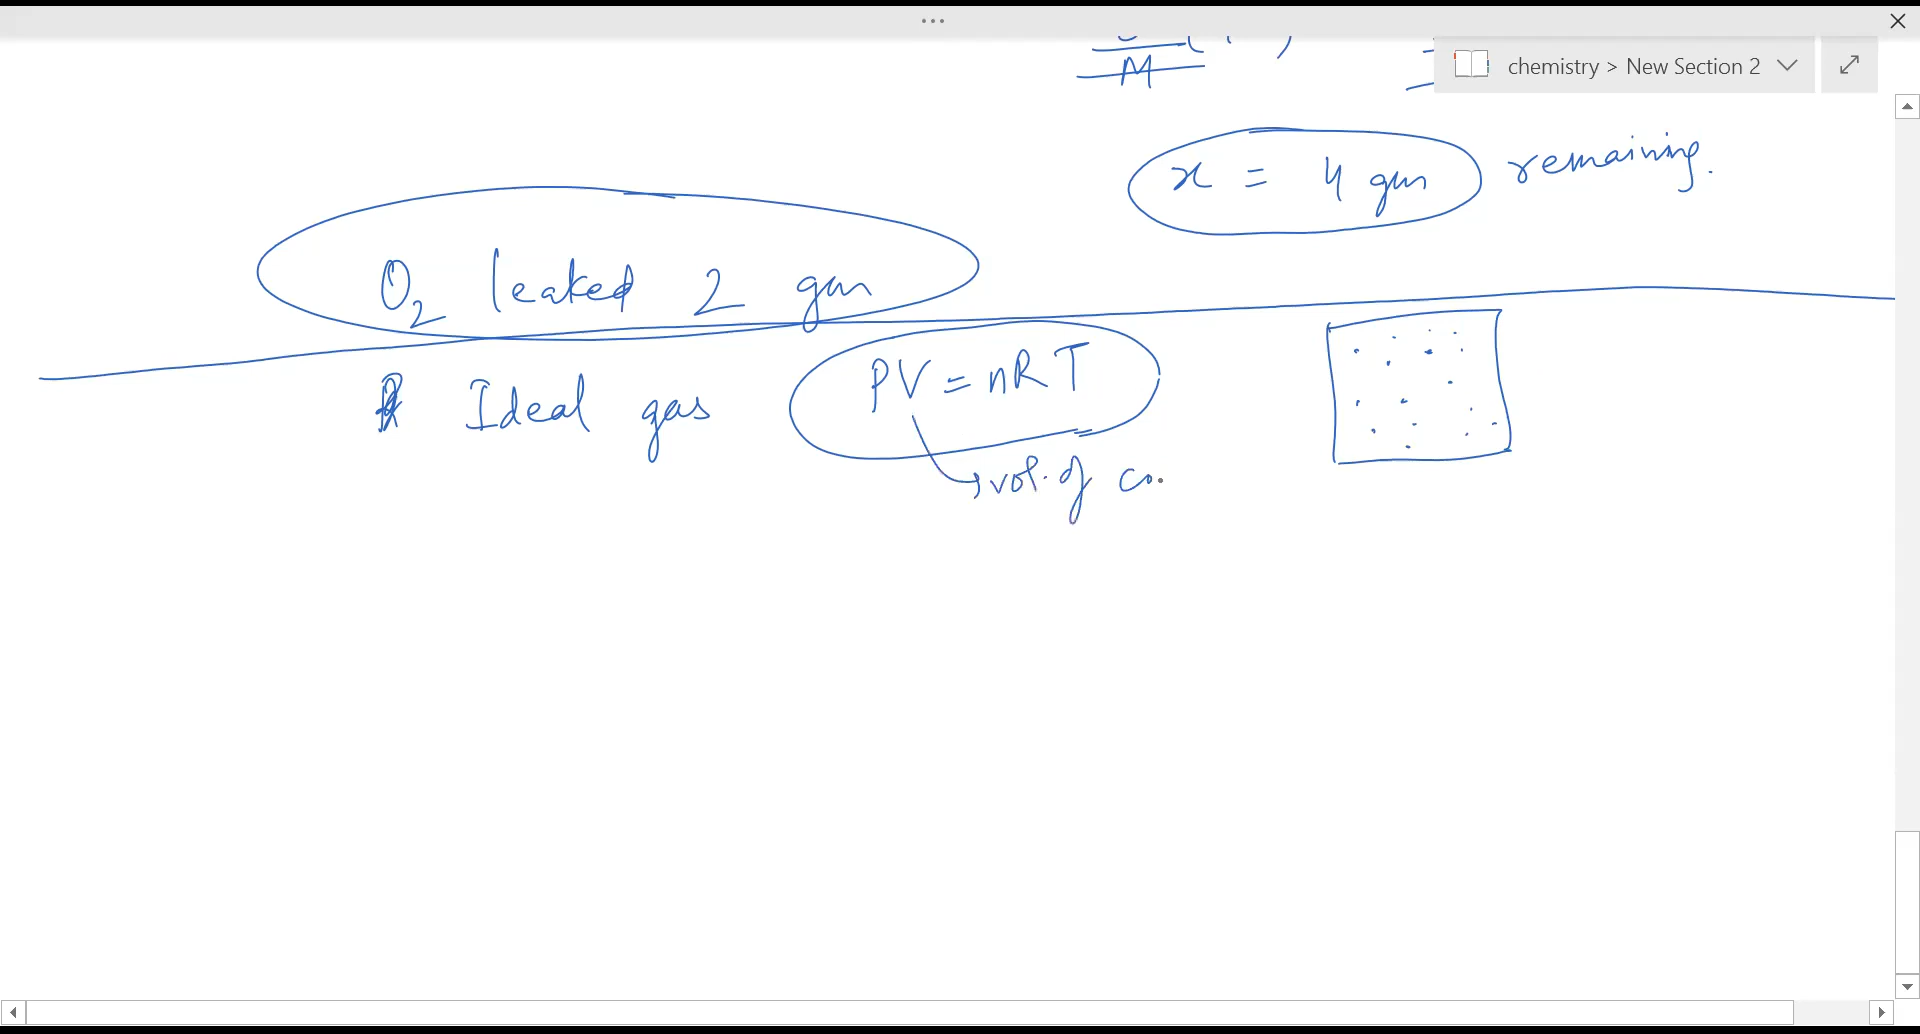 chemistry > New Section 2
M
x = 4 gm remaining.
O2 leaked 2 gm
Ideal gas PV = nRT
vol. of co